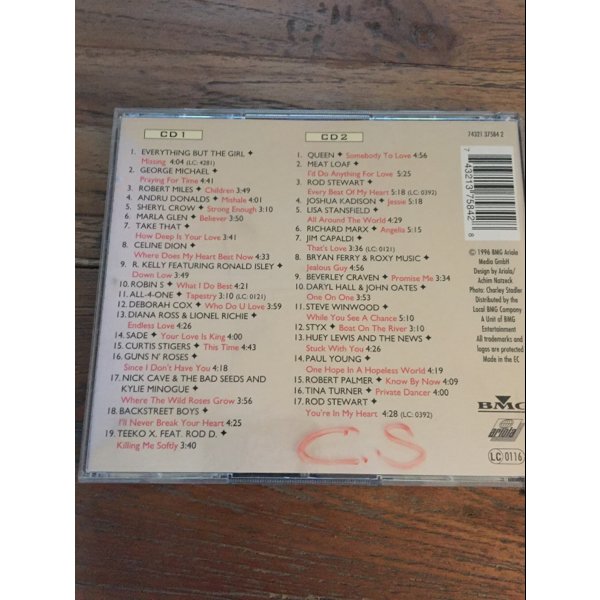 CD 1
1. EVERYTHING BUT THE GIRL ✦
Missing 4:04 (LC: 4281)
2. GEORGE MICHAEL ✦
Praying For Time 4:41
3. ROBERT MILES ✦ Children 3:49
4. ANDRU DONALDS ✦ Mishale 4:01
5. SHERYL CROW ✦ Strong Enough 3:10
6. MARLA GLEN ✦ Believer 3:50
7. TAKE THAT ✦
How Deep Is Your Love 3:41
8. CELINE DION ✦
Where Does My Heart Beat Now 4:33
9. R. KELLY FEATURING RONALD ISLEY ✦
Down Low 3:49
10. ROBIN S ✦ What I Do Best 4:21
11. ALL-4-ONE ✦ Tapestry 3:10 (LC: 0121)
12. DEBORAH COX ✦ Who Do U Love 3:59
13. DIANA ROSS & LIONEL RICHIE ✦
Endless Love 4:26
14. SADE ✦ Your Love Is King 4:00
15. CURTIS STIGERS ✦ This Time 4:43
16. GUNS N' ROSES ✦
Since I Don't Have You 4:18
17. NICK CAVE & THE BAD SEEDS AND
KYLIE MINOGUE ✦
Where The Wild Roses Grow 3:56
18. BACKSTREET BOYS ✦
I'll Never Break Your Heart 4:25
19. TEEKO X. FEAT. ROD D. ✦
Killing Me Softly 3:40
CD 2
1. QUEEN ✦ Somebody To Love 4:56
2. MEAT LOAF ✦
I'd Do Anything For Love 5:25
3. ROD STEWART ✦
Every Beat Of My Heart 5:18 (LC: 0392)
4. JOSHUA KADISON ✦ Jessie 5:18
5. LISA STANSFIELD ✦
All Around The World 4:29
6. RICHARD MARX ✦ Angelia 5:15
7. JIM CAPALDI ✦
That's Love 3:36 (LC: 0121)
8. BRYAN FERRY & ROXY MUSIC ✦
Jealous Guy 4:56
9. BEVERLEY CRAVEN ✦ Promise Me 3:34
10. DARYL HALL & JOHN OATES ✦
One On One 3:53
11. STEVE WINWOOD ✦
While You See A Chance 5:10
12. STYX ✦ Boat On The River 3:10
13. HUEY LEWIS AND THE NEWS ✦
Stuck With You 4:26
14. PAUL YOUNG ✦
One Hope In A Hopeless World 4:19
15. ROBERT PALMER ✦ Know By Now 4:09
16. TINA TURNER ✦ Private Dancer 4:00
17. ROD STEWART ✦
You're In My Heart 4:28 (LC: 0392)
C.S
74321 37584 2
7 43213 75842 8
© 1996 BMG Ariola
Media GmbH
Design by Ariola/
Achim Natzeck
Photo: Charley Stadler
Distributed by the
Local BMG Company
A Unit of BMG
Entertainment
All trademarks and
logos are protected
Made in the EC
BMG
ariola
LC 0116